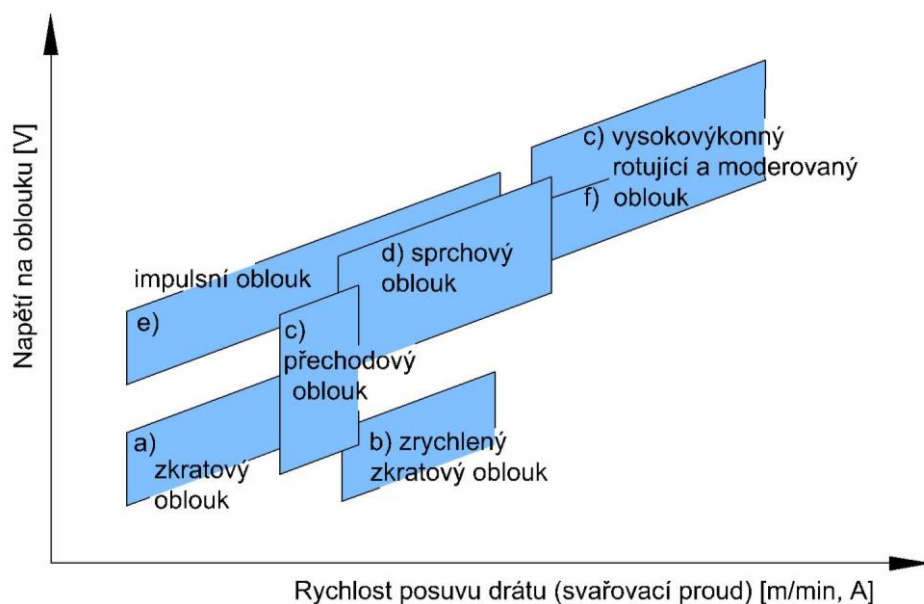 Napětí na oblouku [V]
c) vysokovýkonný
rotující a moderovaný
f) oblouk
d) sprchový
oblouk
impulsní oblouk
e)
c)
přechodový
oblouk
a)
zkratový
oblouk
b) zrychlený
zkratový oblouk
Rychlost posuvu drátu (svařovací proud) [m/min, A]